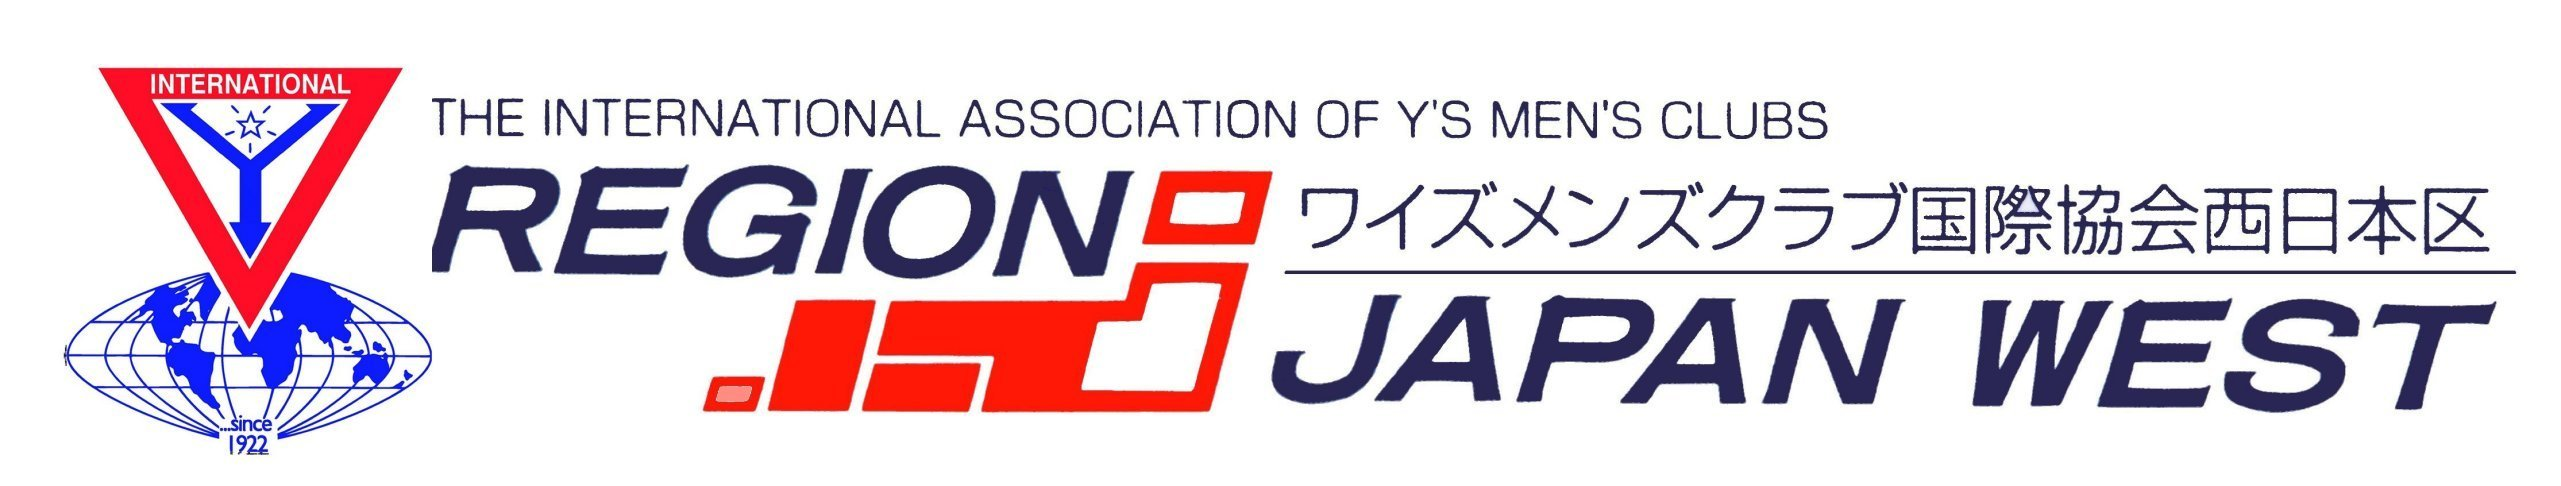 INTERNATIONAL
...since
1922
THE INTERNATIONAL ASSOCIATION OF Y'S MEN'S CLUBS
REGION
ワイズメンズクラブ国際協会西日本区
JAPAN WEST